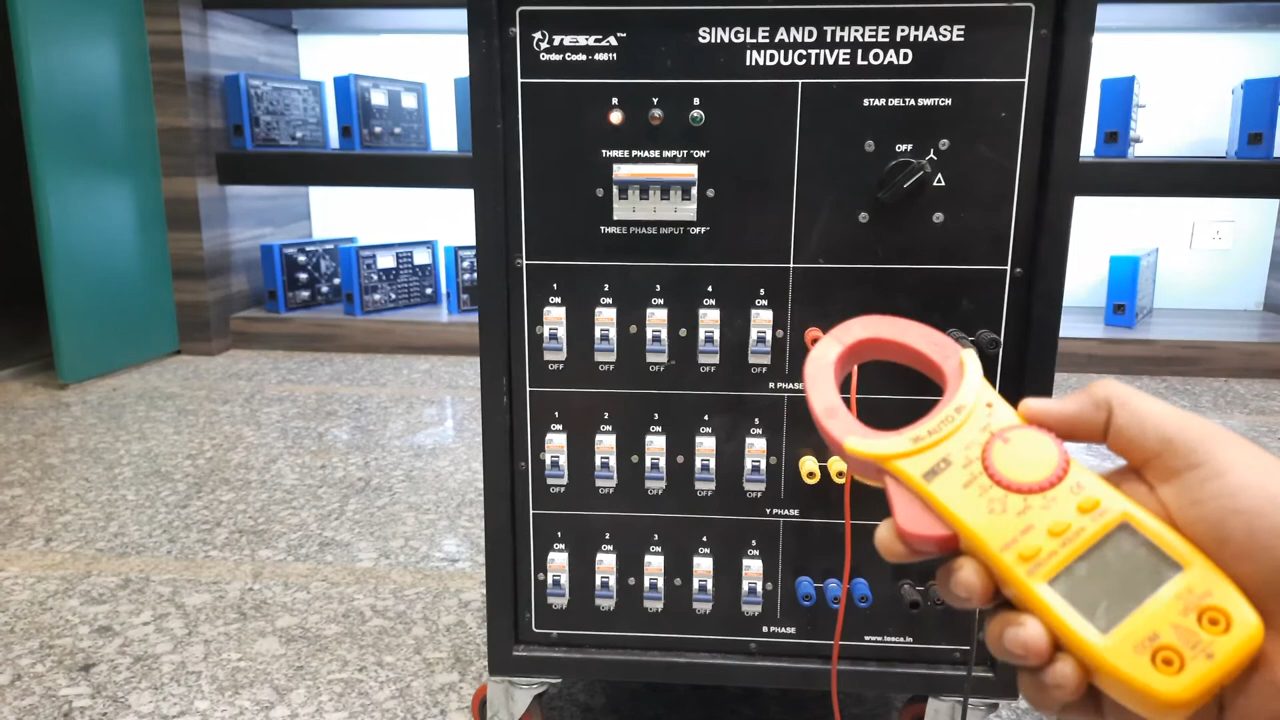 TESCA™
Order Code - 46611
SINGLE AND THREE PHASE
INDUCTIVE LOAD
R Y B
THREE PHASE INPUT "ON"
THREE PHASE INPUT "OFF"
STAR DELTA SWITCH
OFF
1 2 3 4 5
ON ON ON ON ON
OFF OFF OFF OFF OFF
R PHASE
1 2 3 4 5
ON ON ON ON ON
OFF OFF OFF OFF OFF
Y PHASE
1 2 3 4 5
ON ON ON ON ON
OFF OFF OFF OFF OFF
B PHASE
www.tesca.in
COM